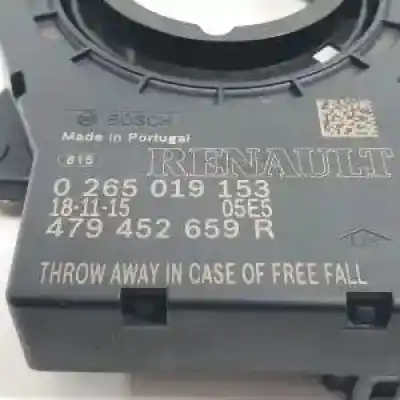 BOSCH
Made in Portugal
815
RENAULT
0 265 019 153
18-11-15 05E5
479 452 659 R
THROW AWAY IN CASE OF FREE FALL